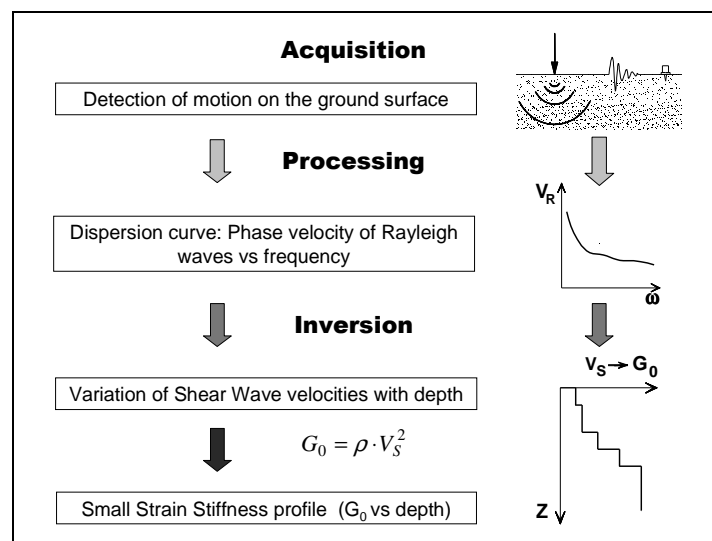 Acquisition
Detection of motion on the ground surface
Processing
V_R
Dispersion curve: Phase velocity of Rayleigh
waves vs frequency
ω
Inversion
V_S → G_0
Variation of Shear Wave velocities with depth
G_0 = ρ · V_S^2
Small Strain Stiffness profile (G_0 vs depth)
Z